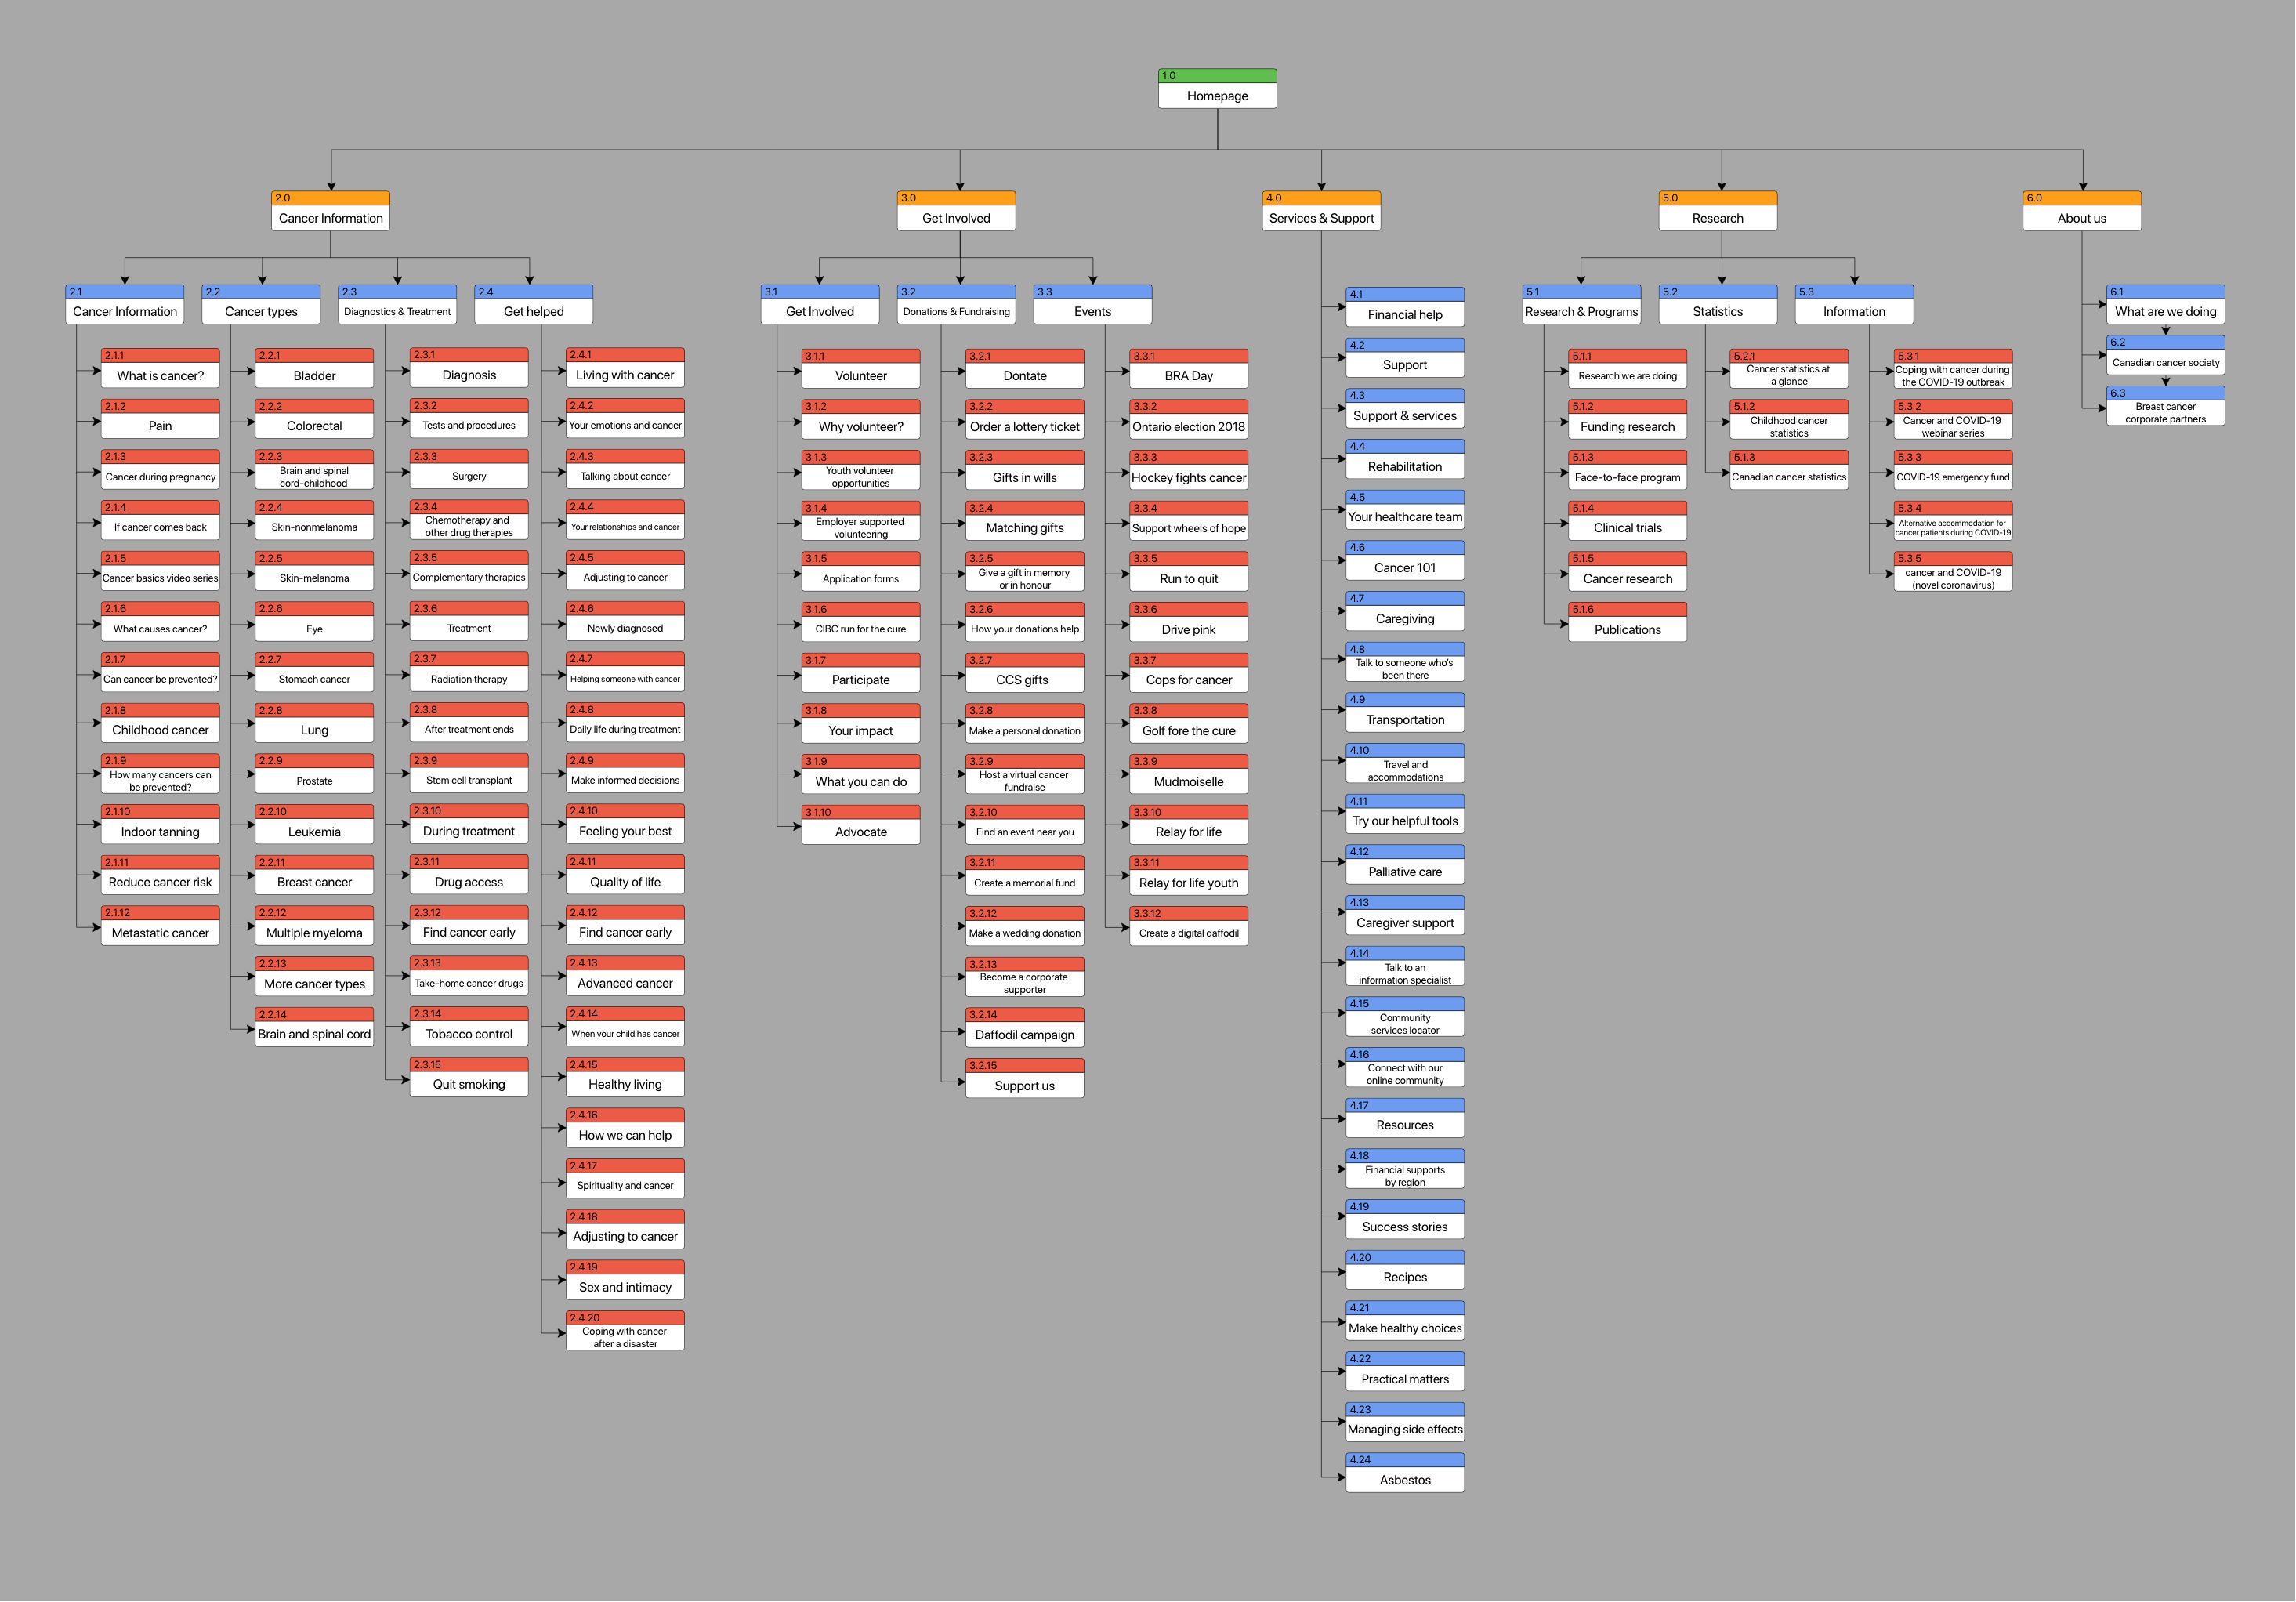 1.0
Homepage
2.0
Cancer Information
3.0
Get Involved
4.0
Services & Support
5.0
Research
6.0
About us
2.1
Cancer Information
2.1.1
What is cancer?
2.1.2
Pain
2.1.3
Cancer during pregnancy
2.1.4
If cancer comes back
2.1.5
Cancer basics video series
2.1.6
What causes cancer?
2.1.7
Can cancer be prevented?
2.1.8
Childhood cancer
2.1.9
How many cancers can
be prevented?
2.1.10
Indoor tanning
2.1.11
Reduce cancer risk
2.1.12
Metastatic cancer
2.2
Cancer types
2.2.1
Bladder
2.2.2
Colorectal
2.2.3
Brain and spinal
cord-childhood
2.2.4
Skin-nonmelanoma
2.2.5
Skin-melanoma
2.2.6
Eye
2.2.7
Stomach cancer
2.2.8
Lung
2.2.9
Prostate
2.2.10
Leukemia
2.2.11
Breast cancer
2.2.12
Multiple myeloma
2.2.13
More cancer types
2.2.14
Brain and spinal cord
2.3
Diagnostics & Treatment
2.3.1
Diagnosis
2.3.2
Tests and procedures
2.3.3
Surgery
2.3.4
Chemotherapy and
other drug therapies
2.3.5
Complementary therapies
2.3.6
Treatment
2.3.7
Radiation therapy
2.3.8
After treatment ends
2.3.9
Stem cell transplant
2.3.10
During treatment
2.3.11
Drug access
2.3.12
Find cancer early
2.3.13
Take-home cancer drugs
2.3.14
Tobacco control
2.3.15
Quit smoking
2.4
Get helped
2.4.1
Living with cancer
2.4.2
Your emotions and cancer
2.4.3
Talking about cancer
2.4.4
Your relationships and cancer
2.4.5
Adjusting to cancer
2.4.6
Newly diagnosed
2.4.7
Helping someone with cancer
2.4.8
Daily life during treatment
2.4.9
Make informed decisions
2.4.10
Feeling your best
2.4.11
Quality of life
2.4.12
Find cancer early
2.4.13
Advanced cancer
2.4.14
When your child has cancer
2.4.15
Healthy living
2.4.16
How we can help
2.4.17
Spirituality and cancer
2.4.18
Adjusting to cancer
2.4.19
Sex and intimacy
2.4.20
Coping with cancer
after a disaster
3.1
Get Involved
3.1.1
Volunteer
3.1.2
Why volunteer?
3.1.3
Youth volunteer
opportunities
3.1.4
Employer supported
volunteering
3.1.5
Application forms
3.1.6
CIBC run for the cure
3.1.7
Participate
3.1.8
Your impact
3.1.9
What you can do
3.1.10
Advocate
3.2
Donations & Fundraising
3.2.1
Dontate
3.2.2
Order a lottery ticket
3.2.3
Gifts in wills
3.2.4
Matching gifts
3.2.5
Give a gift in memory
or in honour
3.2.6
How your donations help
3.2.7
CCS gifts
3.2.8
Make a personal donation
3.2.9
Host a virtual cancer
fundraise
3.2.10
Find an event near you
3.2.11
Create a memorial fund
3.2.12
Make a wedding donation
3.2.13
Become a corporate
supporter
3.2.14
Daffodil campaign
3.2.15
Support us
3.3
Events
3.3.1
BRA Day
3.3.2
Ontario election 2018
3.3.3
Hockey fights cancer
3.3.4
Support wheels of hope
3.3.5
Run to quit
3.3.6
Drive pink
3.3.7
Cops for cancer
3.3.8
Golf fore the cure
3.3.9
Mudmoiselle
3.3.10
Relay for life
3.3.11
Relay for life youth
3.3.12
Create a digital daffodil
4.1
Financial help
4.2
Support
4.3
Support & services
4.4
Rehabilitation
4.5
Your healthcare team
4.6
Cancer 101
4.7
Caregiving
4.8
Talk to someone who's
been there
4.9
Transportation
4.10
Travel and
accommodations
4.11
Try our helpful tools
4.12
Palliative care
4.13
Caregiver support
4.14
Talk to an
information specialist
4.15
Community
services locator
4.16
Connect with our
online community
4.17
Resources
4.18
Financial supports
by region
4.19
Success stories
4.20
Recipes
4.21
Make healthy choices
4.22
Practical matters
4.23
Managing side effects
4.24
Asbestos
5.1
Research & Programs
5.1.1
Research we are doing
5.1.2
Funding research
5.1.3
Face-to-face program
5.1.4
Clinical trials
5.1.5
Cancer research
5.1.6
Publications
5.2
Statistics
5.2.1
Cancer statistics at
a glance
5.1.2
Childhood cancer
statistics
5.1.3
Canadian cancer statistics
5.3
Information
5.3.1
Coping with cancer during
the COVID-19 outbreak
5.3.2
Cancer and COVID-19
webinar series
5.3.3
COVID-19 emergency fund
5.3.4
Alternative accommodation for
cancer patients during COVID-19
5.3.5
cancer and COVID-19
(novel coronavirus)
6.1
What are we doing
6.2
Canadian cancer society
6.3
Breast cancer
corporate partners